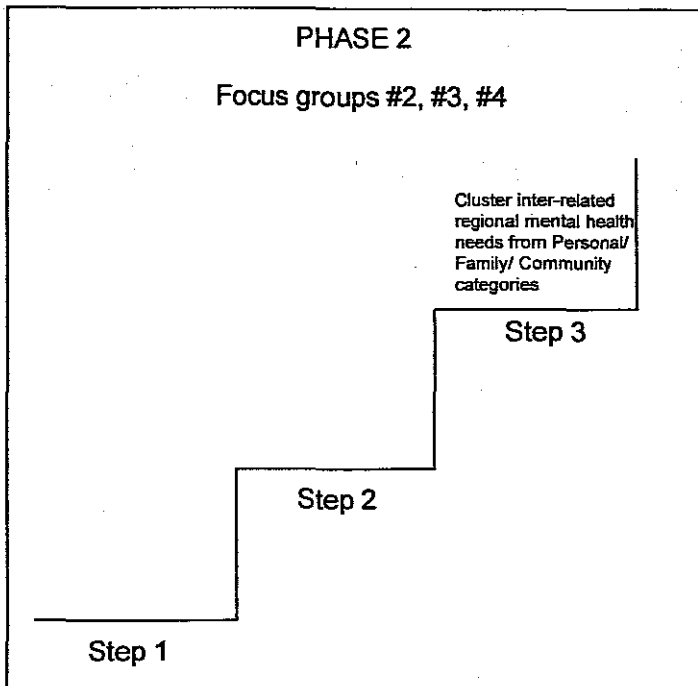 PHASE 2
Focus groups #2, #3, #4
Cluster inter-related
regional mental health
needs from Personal/
Family/ Community
categories
Step 3
Step 2
Step 1